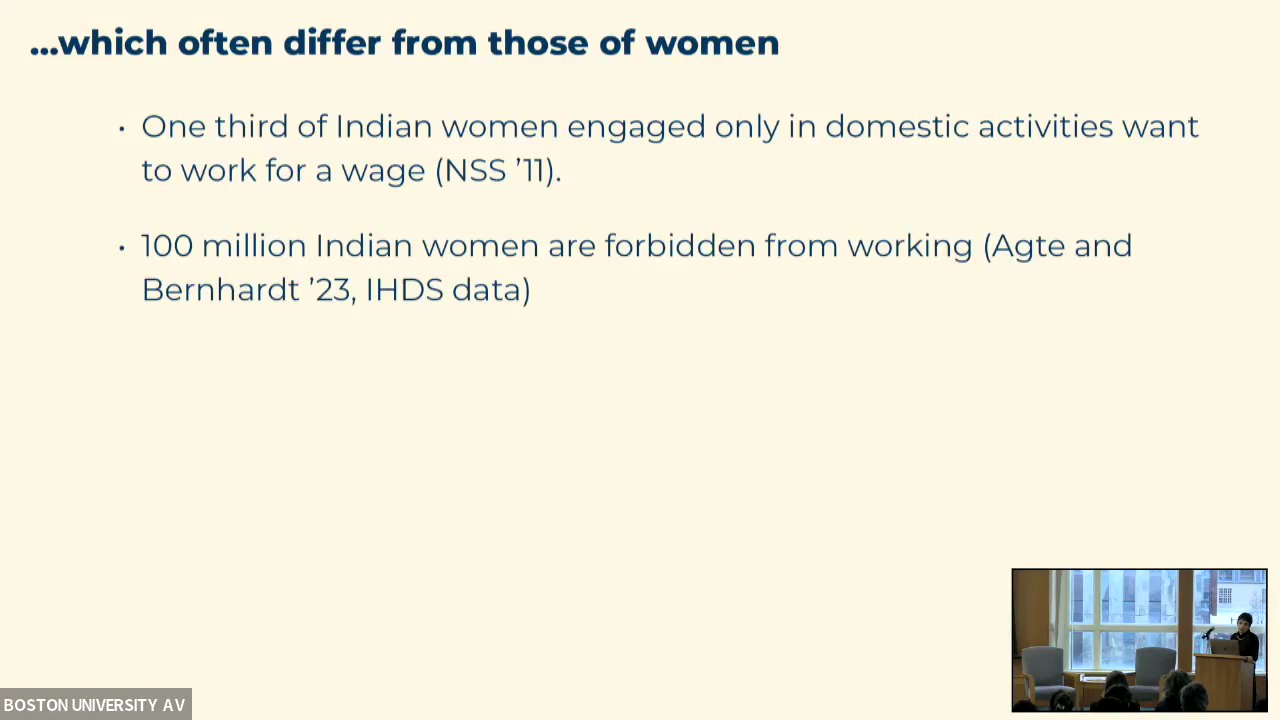 ...which often differ from those of women
• One third of Indian women engaged only in domestic activities want
to work for a wage (NSS ’11).
• 100 million Indian women are forbidden from working (Agte and
Bernhardt ’23, IHDS data)
BOSTON UNIVERSITY AV